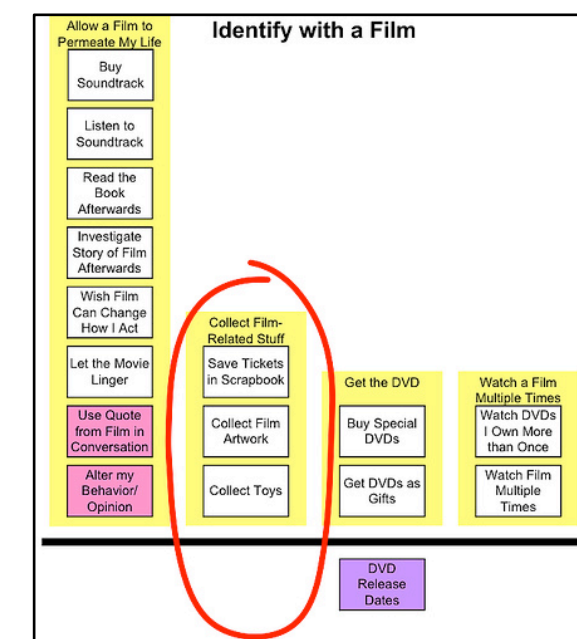 Identify with a Film
Allow a Film to
Permeate My Life
Buy
Soundtrack
Listen to
Soundtrack
Read the
Book
Afterwards
Investigate
Story of Film
Afterwards
Wish Film
Can Change
How I Act
Let the Movie
Linger
Use Quote
from Film in
Conversation
Alter my
Behavior/
Opinion
Collect Film-
Related Stuff
Save Tickets
in Scrapbook
Collect Film
Artwork
Collect Toys
Get the DVD
Buy Special
DVDs
Get DVDs as
Gifts
Watch a Film
Multiple Times
Watch DVDs
I Own More
than Once
Watch Film
Multiple
Times
DVD
Release
Dates